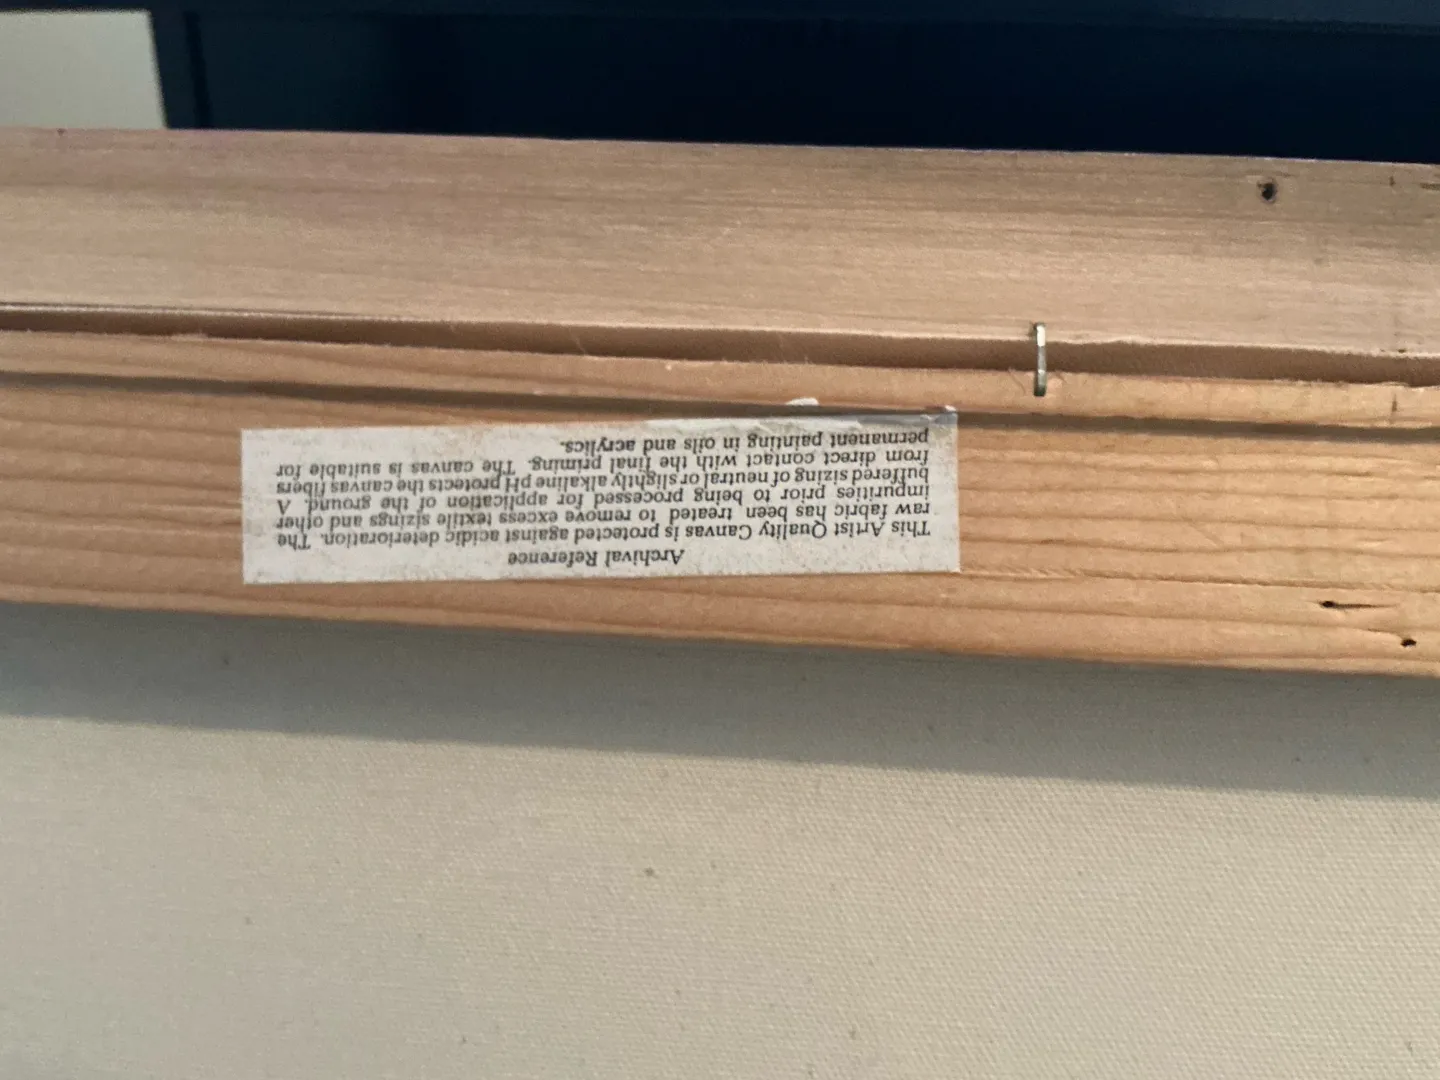 Archival Reference
This Artist Quality Canvas is protected against acidic deterioration. The
raw fabric has been treated to remove excess textile sizings and other
impurities prior to being processed for application of the ground. A
buffered sizing of neutral or slightly alkaline pH protects the canvas fibers
from direct contact with the final priming. The canvas is suitable for
permanent painting in oils and acrylics.